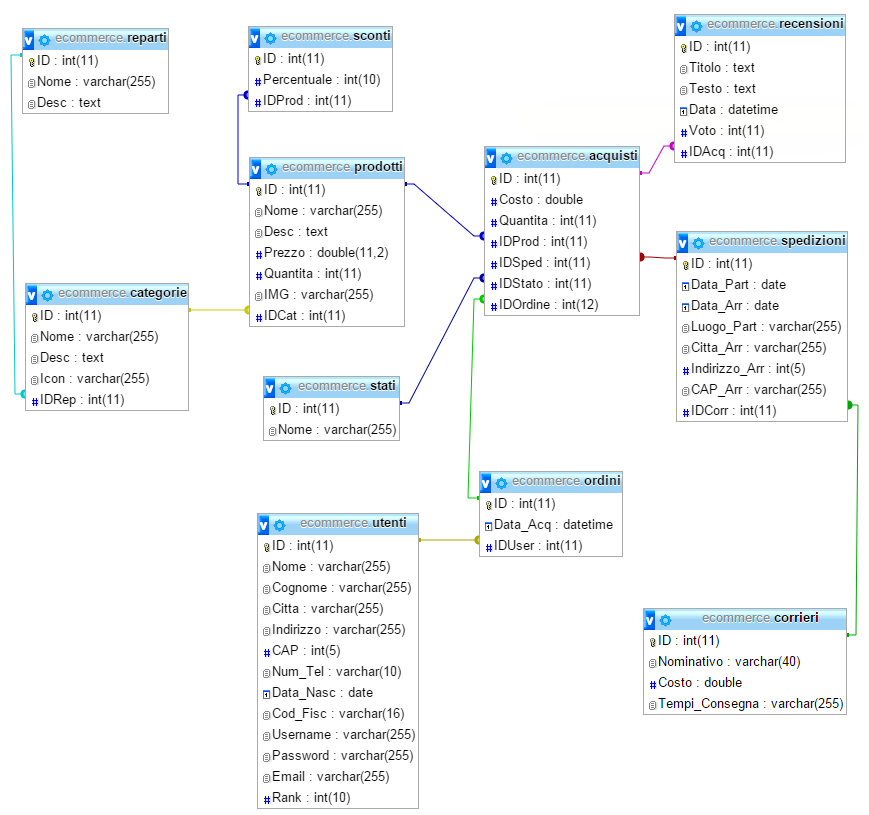 ecommerce.reparti
ID : int(11)
Nome : varchar(255)
Desc : text
ecommerce.sconti
ID : int(11)
Percentuale : int(10)
IDProd : int(11)
ecommerce.recensioni
ID : int(11)
Titolo : text
Testo : text
Data : datetime
Voto : int(11)
IDAcq : int(11)
ecommerce.prodotti
ID : int(11)
Nome : varchar(255)
Desc : text
Prezzo : double(11,2)
Quantita : int(11)
IMG : varchar(255)
IDCat : int(11)
ecommerce.acquisti
ID : int(11)
Costo : double
Quantita : int(11)
IDProd : int(11)
IDSped : int(11)
IDStato : int(11)
IDOrdine : int(12)
ecommerce.spedizioni
ID : int(11)
Data_Part : date
Data_Arr : date
Luogo_Part : varchar(255)
Citta_Arr : varchar(255)
Indirizzo_Arr : int(5)
CAP_Arr : varchar(255)
IDCorr : int(11)
ecommerce.categorie
ID : int(11)
Nome : varchar(255)
Desc : text
Icon : varchar(255)
IDRep : int(11)
ecommerce.stati
ID : int(11)
Nome : varchar(255)
ecommerce.ordini
ID : int(11)
Data_Acq : datetime
IDUser : int(11)
ecommerce.utenti
ID : int(11)
Nome : varchar(255)
Cognome : varchar(255)
Citta : varchar(255)
Indirizzo : varchar(255)
CAP : int(5)
Num_Tel : varchar(10)
Data_Nasc : date
Cod_Fisc : varchar(16)
Username : varchar(255)
Password : varchar(255)
Email : varchar(255)
Rank : int(10)
ecommerce.corrieri
ID : int(11)
Nominativo : varchar(40)
Costo : double
Tempi_Consegna : varchar(255)